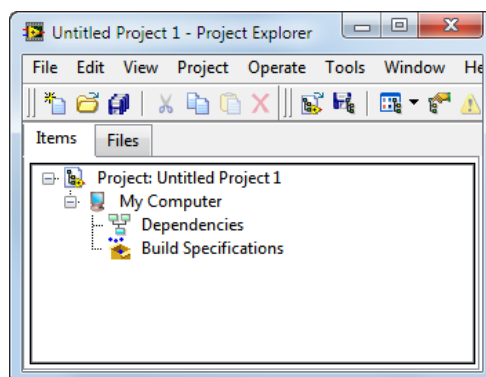 Untitled Project 1 - Project Explorer
File Edit View Project Operate Tools Window He
Items Files
Project: Untitled Project 1
My Computer
Dependencies
Build Specifications